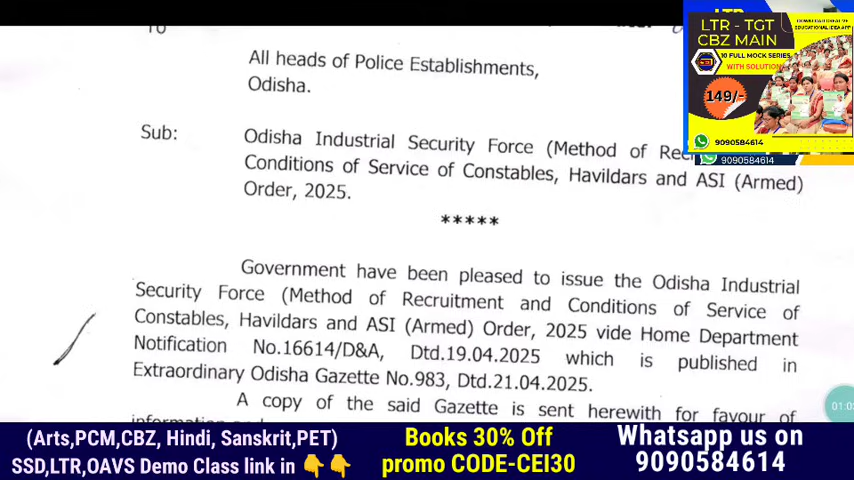 To
All heads of Police Establishments,
Odisha.
Sub:
Odisha Industrial Security Force (Method of
Conditions of Service of Constables, Havildars and ASI (Armed)
Order, 2025.
*****
Government have been pleased to issue the Odisha Industrial
Security Force (Method of Recruitment and Conditions of Service of
Constables, Havildars and ASI (Armed) Order, 2025 vide Home Department
Notification No.16614/D&A, Dtd.19.04.2025 which is published in
Extraordinary Odisha Gazette No.983, Dtd.21.04.2025.
A copy of the said Gazette is sent herewith for favour of
LTR - TGT
CBZ MAIN
10 FULL MOCK SERIES
WITH SOLUTION
149/-
9090584614
9090584614
EDUCATIONAL IDEA APP
(Arts,PCM,CBZ, Hindi, Sanskrit,PET)
SSD,LTR,OAVS Demo Class link in 👇👇
Books 30% Off
promo CODE-CEI30
Whatsapp us on
9090584614